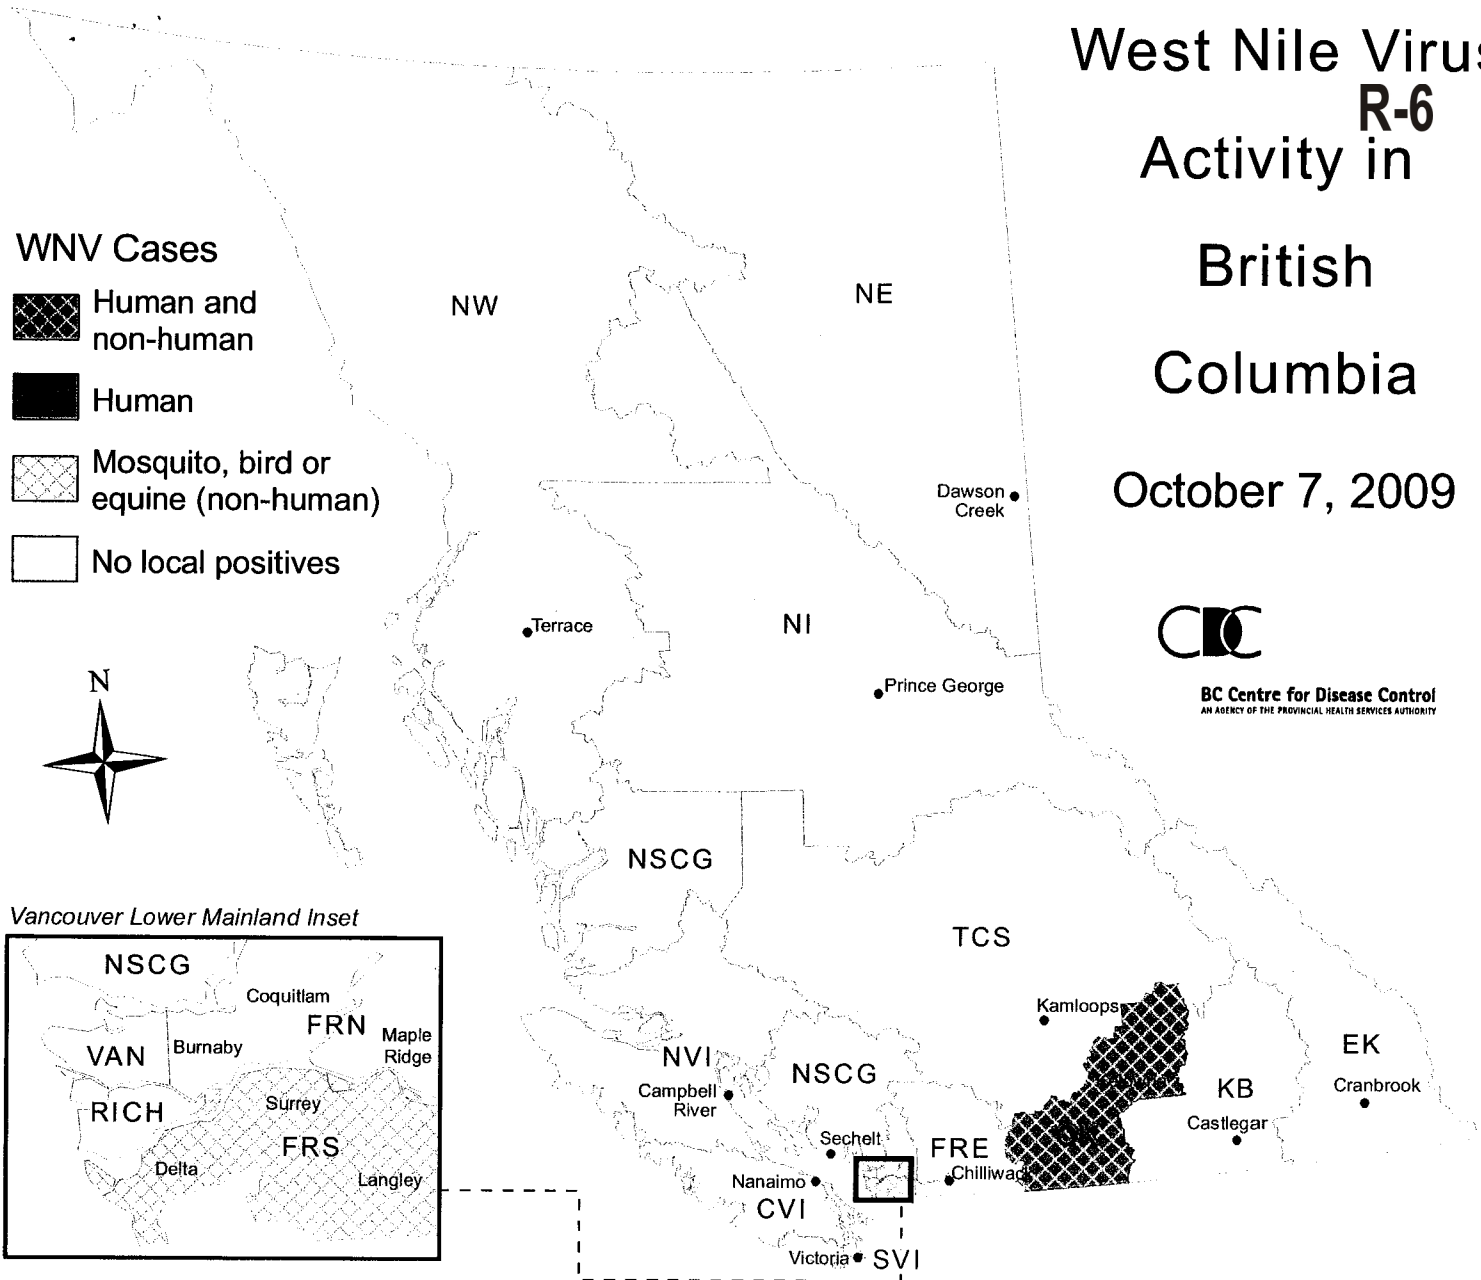 West Nile Virus
R-6
Activity in
British
Columbia
October 7, 2009
WNV Cases
Human and
non-human
Human
Mosquito, bird or
equine (non-human)
No local positives
NW
NE
Dawson
Creek
Terrace
NI
Prince George
N
CDC
BC Centre for Disease Control
AN AGENCY OF THE PROVINCIAL HEALTH SERVICES AUTHORITY
NSCG
TCS
Kamloops
NVI
Campbell
River
NSCG
EK
Cranbrook
KB
Castlegar
Sechelt
FRE
Chilliwack
Nanaimo
CVI
Victoria
SVI
Vancouver Lower Mainland Inset
NSCG
Coquitlam
FRN
Maple
Ridge
VAN
Burnaby
RICH
Surrey
FRS
Delta
Langley